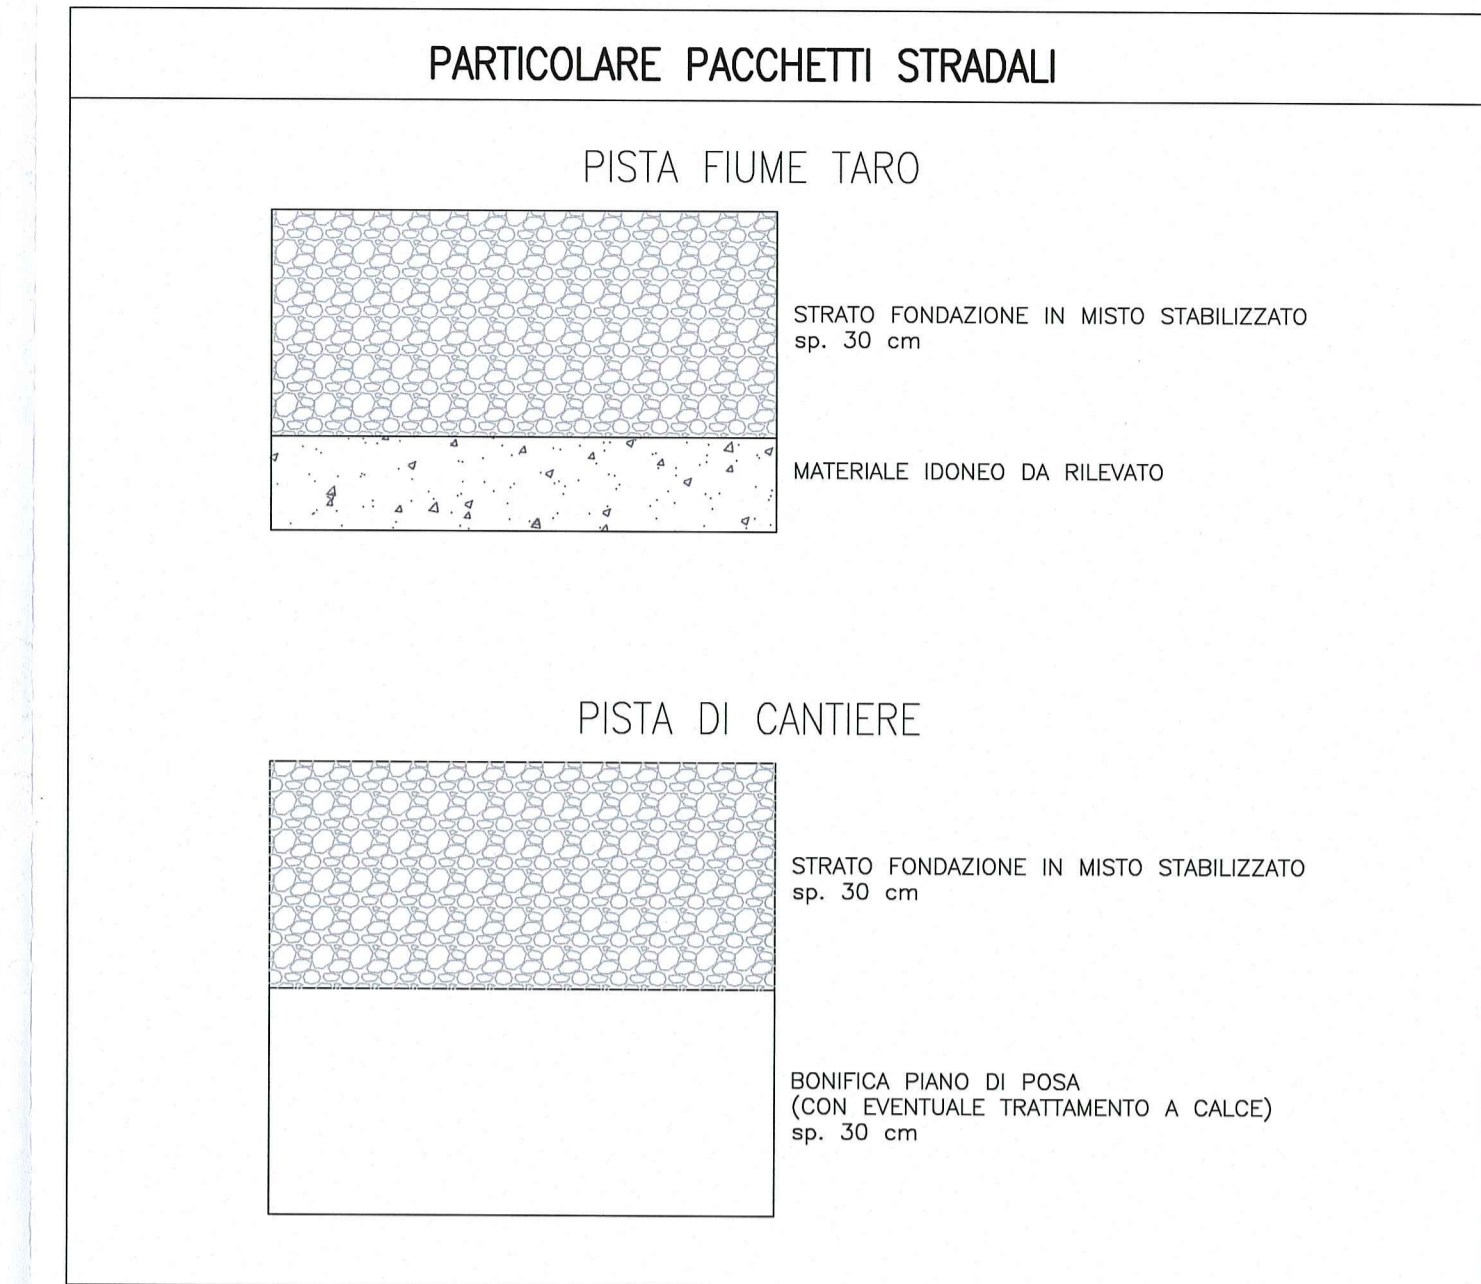 PARTICOLARE PACCHETTI STRADALI
PISTA FIUME TARO
STRATO FONDAZIONE IN MISTO STABILIZZATO
sp. 30 cm
MATERIALE IDONEO DA RILEVATO
PISTA DI CANTIERE
STRATO FONDAZIONE IN MISTO STABILIZZATO
sp. 30 cm
BONIFICA PIANO DI POSA
(CON EVENTUALE TRATTAMENTO A CALCE)
sp. 30 cm